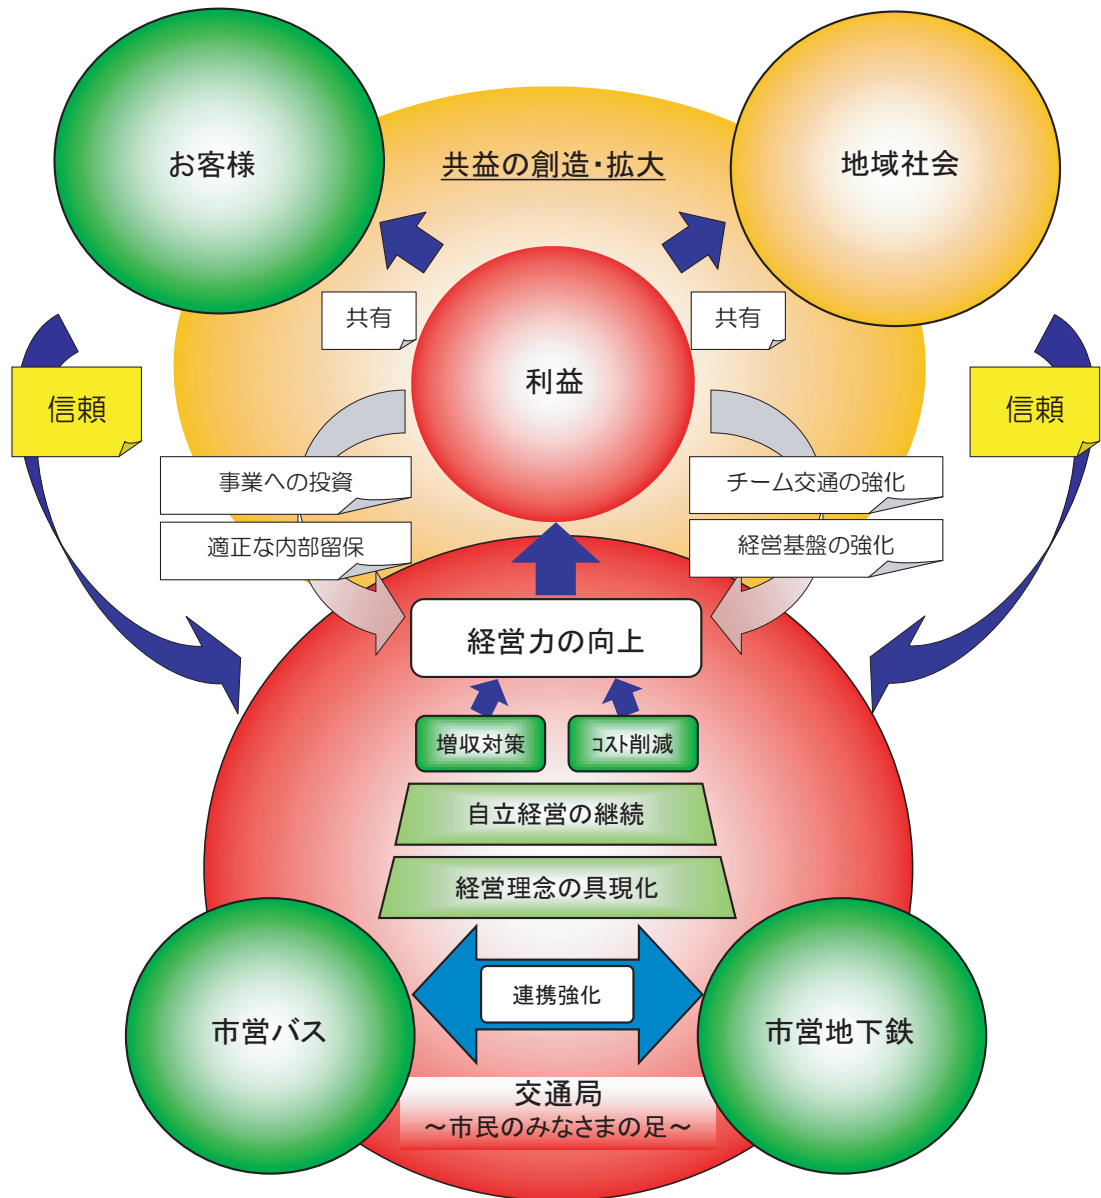 お客様
共益の創造・拡大
地域社会
共有
共有
利益
信頼
信頼
事業への投資
適正な内部留保
チーム交通の強化
経営基盤の強化
経営力の向上
増収対策
コスト削減
自立経営の継続
経営理念の具現化
連携強化
市営バス
市営地下鉄
交通局
～市民のみなさまの足～